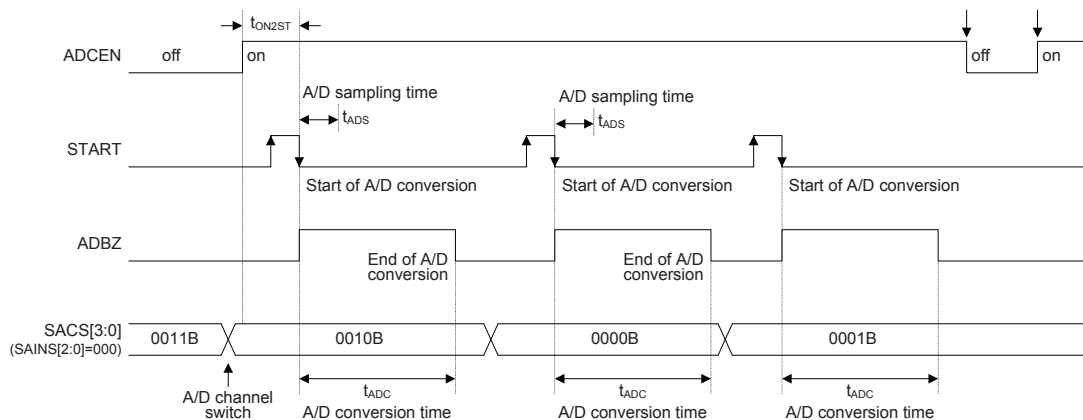 tON2ST
ADCEN
off
on
off
on
A/D sampling time
A/D sampling time
tADS
tADS
START
Start of A/D conversion
Start of A/D conversion
Start of A/D conversion
ADBZ
End of A/D
conversion
End of A/D
conversion
SACS[3:0]
(SAINS[2:0]=000)
0011B
0010B
0000B
0001B
A/D channel
switch
tADC
A/D conversion time
tADC
A/D conversion time
tADC
A/D conversion time